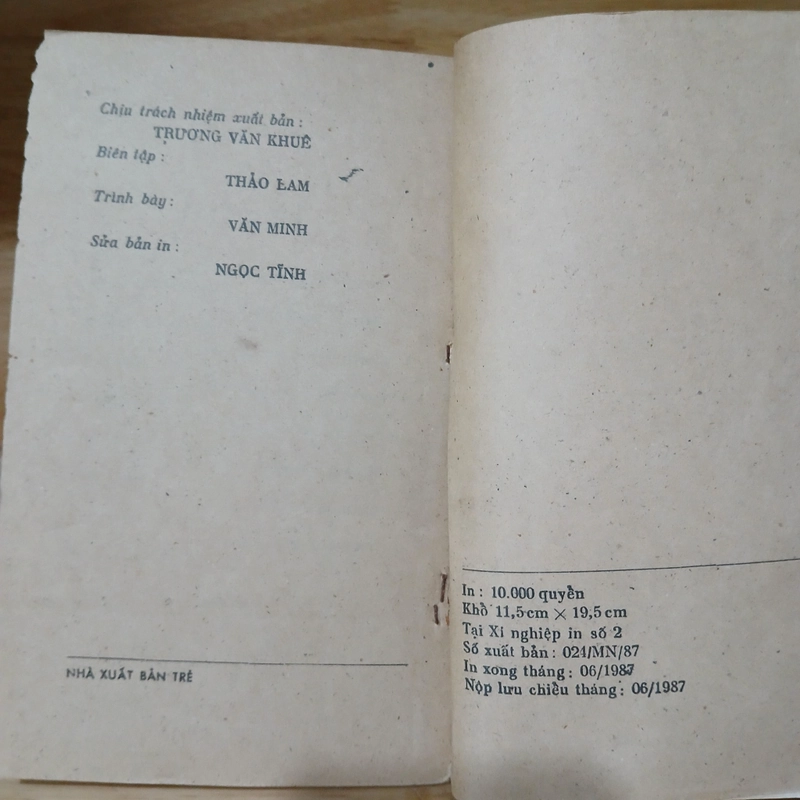 Chịu trách nhiệm xuất bản :
TRƯƠNG VĂN KHUÊ
Biên tập :
THẢO LAM
Trình bày :
VĂN MINH
Sửa bản in :
NGỌC TĨNH
NHÀ XUẤT BẢN TRẺ
In : 10.000 quyển
Khổ 11,5cm × 19,5cm
Tại Xí nghiệp in số 2
Số xuất bản : 024/MN/87
In xong tháng : 06/1987
Nộp lưu chiểu tháng : 06/1987